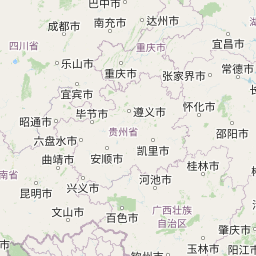 巴中市
成都市
南充市
达州市
宜昌市
四川省
重庆市
乐山市
重庆市
张家界市
常德市
宜宾市
遵义市
怀化市
昭通市
毕节市
贵州省
邵阳市
六盘水市
凯里市
曲靖市
安顺市
桂林市
南省
昆明市
兴义市
河池市
文山市
百色市
广西壮族
自治区
肇庆市
钦州市
玉林市
阳江市